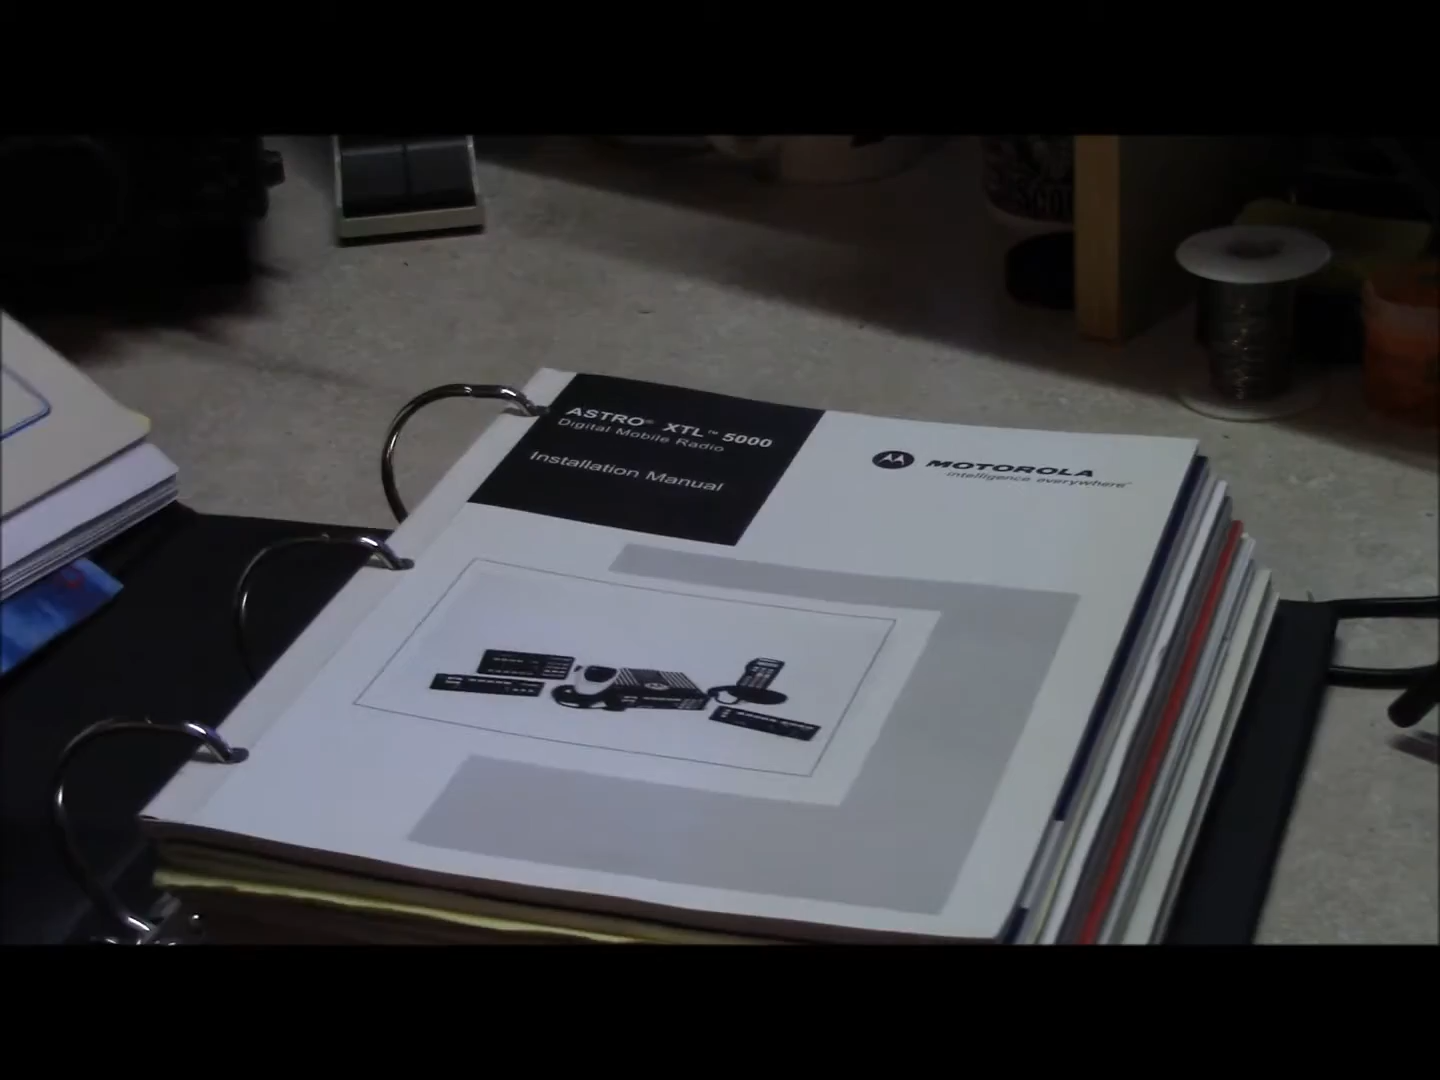 ASTRO® XTL™ 5000
Digital Mobile Radio
Installation Manual
MOTOROLA
intelligence everywhere™